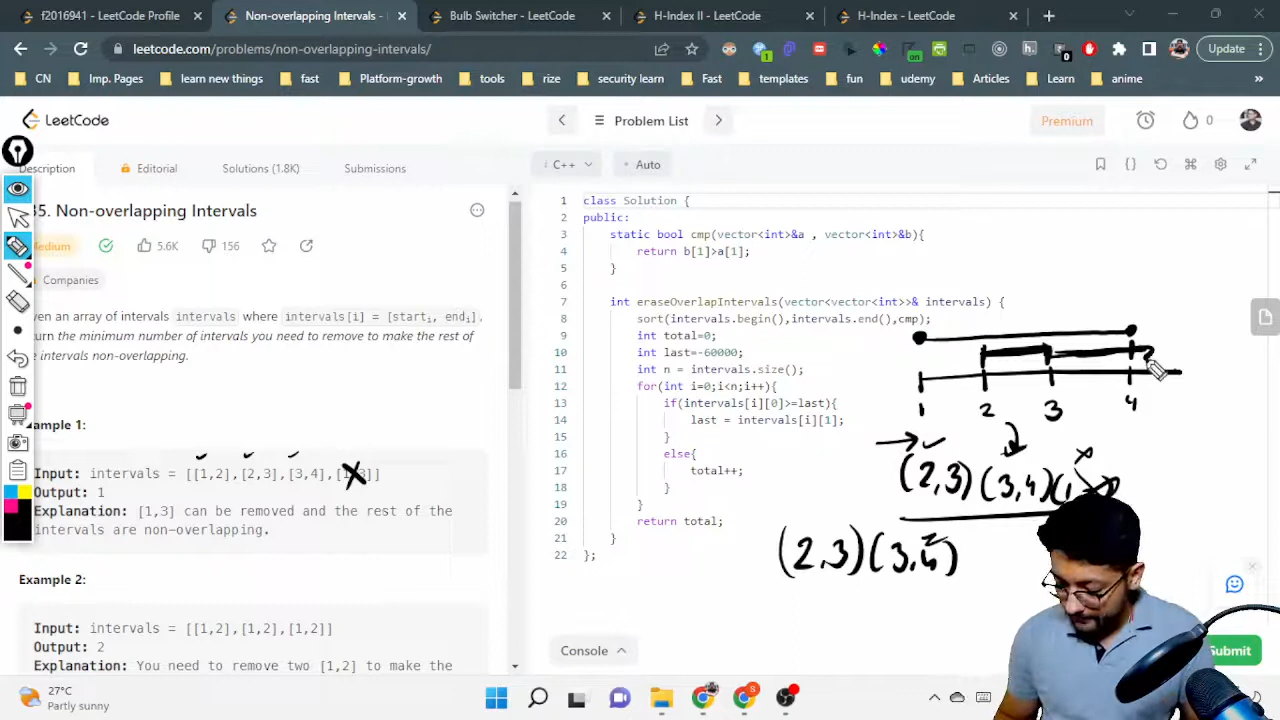 f2016941 - LeetCode Profile
Non-overlapping Intervals -
Bulb Switcher - LeetCode
H-Index II - LeetCode
H-Index - LeetCode
leetcode.com/problems/non-overlapping-intervals/
1
on
0
Update
CN
Imp. Pages
learn new things
fast
Platform-growth
tools
rise
security learn
Fast
templates
fun
udemy
Articles
Learn
anime
»
LeetCode
Problem List
Premium
0
Description
Editorial
Solutions (1.8K)
Submissions
i C++
Auto
35. Non-overlapping Intervals
Medium
5.6K
156
Companies
ven an array of intervals intervals where intervals[i] = [starti, endi],
turn the minimum number of intervals you need to remove to make the rest of
e intervals non-overlapping.
ample 1:
Input: intervals = [[1,2],[2,3],[3,4],[1,3]]
Output: 1
Explanation: [1,3] can be removed and the rest of the
intervals are non-overlapping.
Example 2:
Input: intervals = [[1,2],[1,2],[1,2]]
Output: 2
Explanation: You need to remove two [1,2] to make the
1 class Solution {
2 public:
3 static bool cmp(vector<int>&a , vector<int>&b){
4 return b[1]>a[1];
5 }
6
7 int eraseOverlapIntervals(vector<vector<int>>& intervals) {
8 sort(intervals.begin(),intervals.end(),cmp);
9 int total=0;
10 int last=-60000;
11 int n = intervals.size();
12 for(int i=0;i<n;i++){
13 if(intervals[i][0]>=last){
14 last = intervals[i][1];
15 }
16 else{
17 total++;
18 }
19 }
20 return total;
21 }
22 };
1 2 3 4
(2,3) (3,4) (1
(2,3) (3,4)
Console
Submit
27°C
Partly sunny